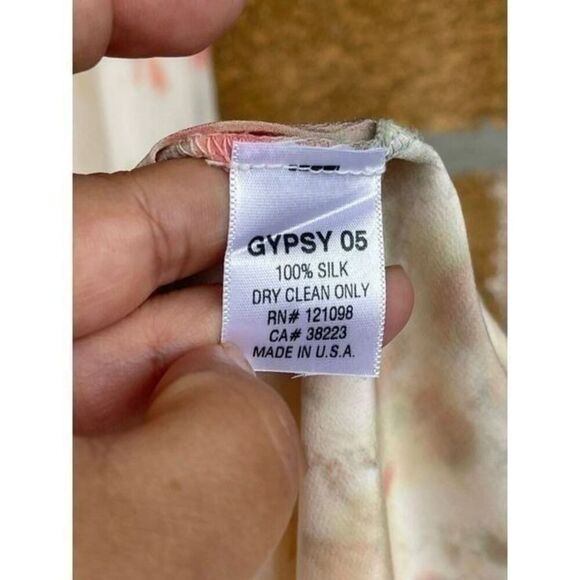 GYPSY 05
100% SILK
DRY CLEAN ONLY
RN# 121098
CA# 38223
MADE IN U.S.A.